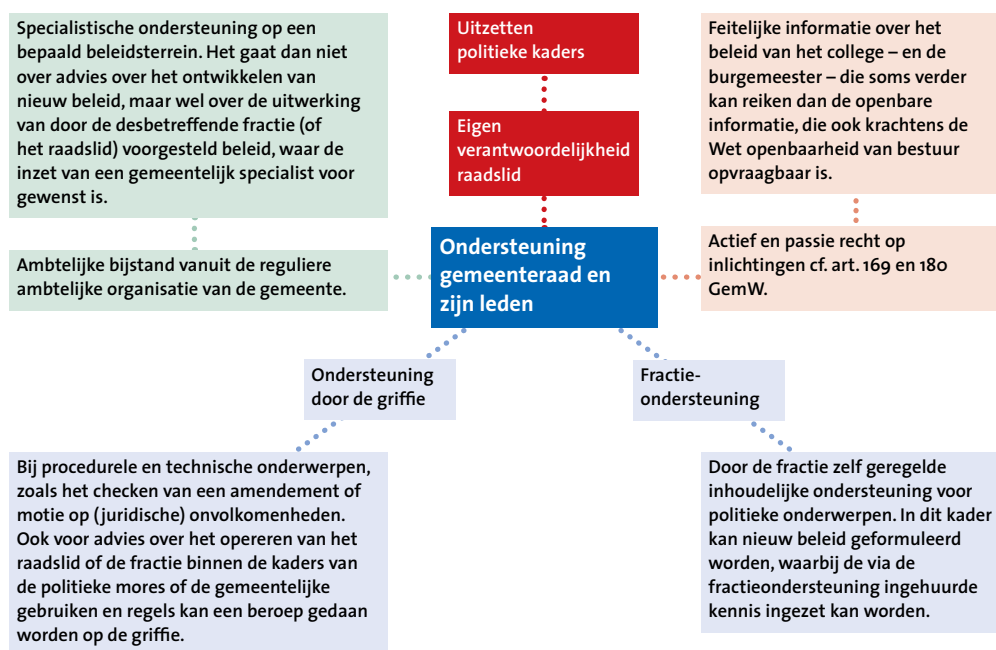 Specialistische ondersteuning op een
bepaald beleidsterrein. Het gaat dan niet
over advies over het ontwikkelen van
nieuw beleid, maar wel over de uitwerking
van door de desbetreffende fractie (of
het raadslid) voorgesteld beleid, waar de
inzet van een gemeentelijk specialist voor
gewenst is.
Ambtelijke bijstand vanuit de reguliere
ambtelijke organisatie van de gemeente.
Uitzetten
politieke kaders
Eigen
verantwoordelijkheid
raadslid
Ondersteuning
gemeenteraad en
zijn leden
Feitelijke informatie over het
beleid van het college – en de
burgemeester – die soms verder
kan reiken dan de openbare
informatie, die ook krachtens de
Wet openbaarheid van bestuur
opvraagbaar is.
Actief en passie recht op
inlichtingen cf. art. 169 en 180
GemW.
Ondersteuning
door de griffie
Bij procedurele en technische onderwerpen,
zoals het checken van een amendement of
motie op (juridische) onvolkomenheden.
Ook voor advies over het opereren van het
raadslid of de fractie binnen de kaders van
de politieke mores of de gemeentelijke
gebruiken en regels kan een beroep gedaan
worden op de griffie.
Fractie-
ondersteuning
Door de fractie zelf geregelde
inhoudelijke ondersteuning voor
politieke onderwerpen. In dit kader
kan nieuw beleid geformuleerd
worden, waarbij de via de
fractieondersteuning ingehuurde
kennis ingezet kan worden.